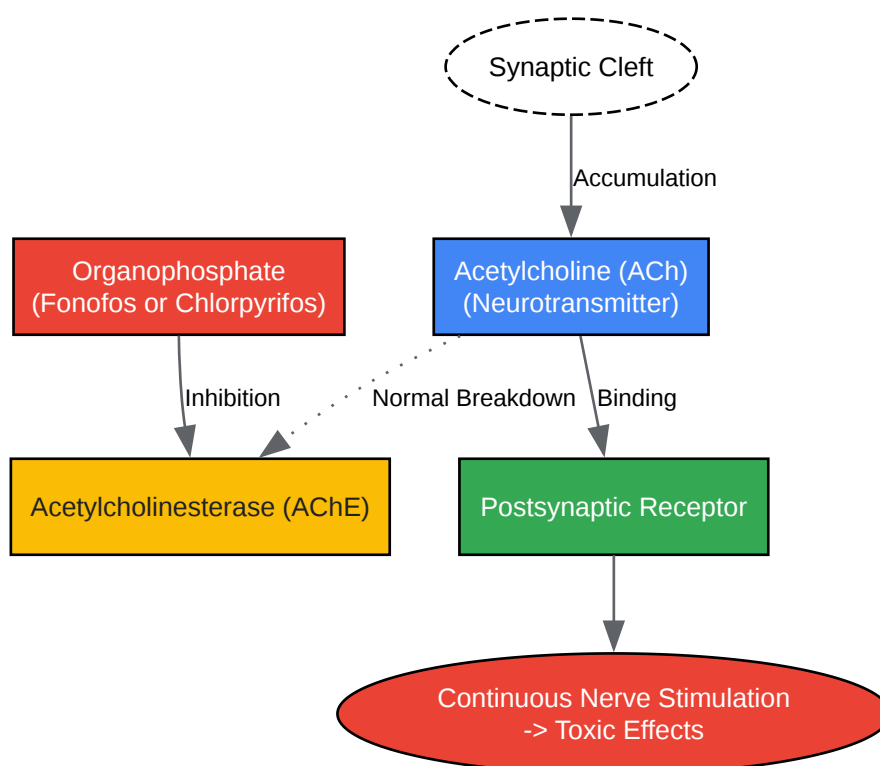 Synaptic Cleft
Accumulation
Organophosphate
(Fonofos or Chlorpyrifos)
Acetylcholine (ACh)
(Neurotransmitter)
Inhibition
Normal Breakdown
Binding
Acetylcholinesterase (AChE)
Postsynaptic Receptor
Continuous Nerve Stimulation
-> Toxic Effects